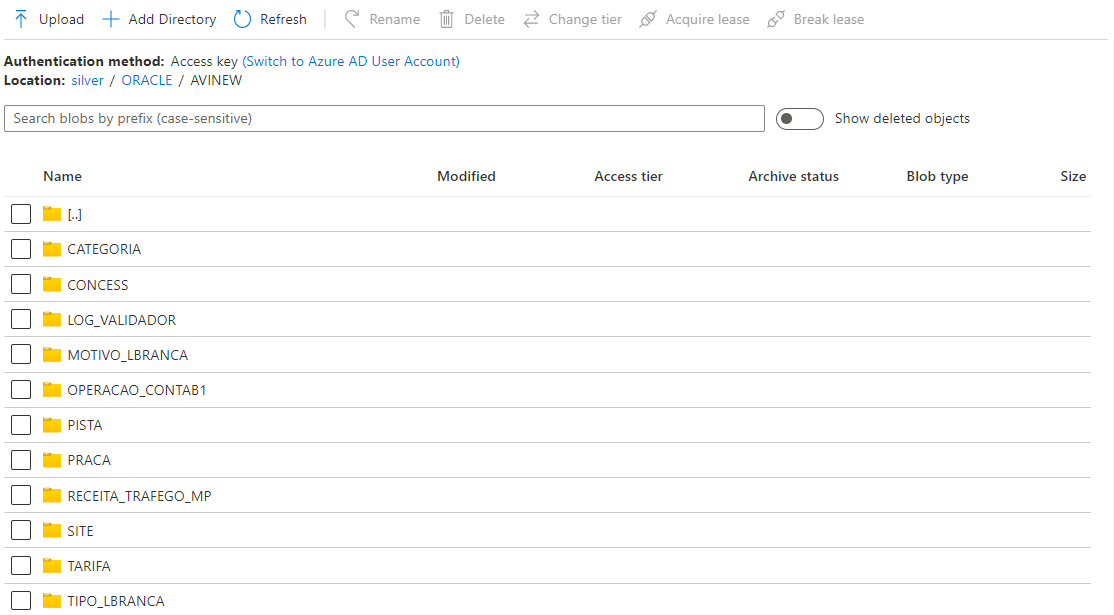 Upload Add Directory Refresh Rename Delete Change tier Acquire lease Break lease
Authentication method: Access key (Switch to Azure AD User Account)
Location: silver / ORACLE / AVINEW
Search blobs by prefix (case-sensitive) Show deleted objects
Name Modified Access tier Archive status Blob type Size
[..]
CATEGORIA
CONCESS
LOG_VALIDADOR
MOTIVO_LBRANCA
OPERACAO_CONTAB1
PISTA
PRACA
RECEITA_TRAFEGO_MP
SITE
TARIFA
TIPO_LBRANCA